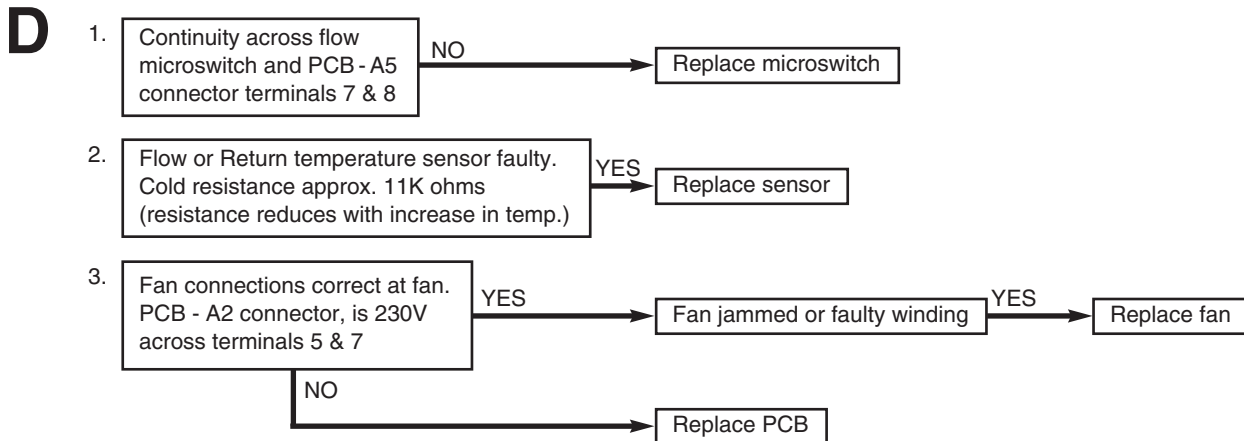 D
1.
Continuity across flow
microswitch and PCB - A5
connector terminals 7 & 8
NO
Replace microswitch
2.
Flow or Return temperature sensor faulty.
Cold resistance approx. 11K ohms
(resistance reduces with increase in temp.)
YES
Replace sensor
3.
Fan connections correct at fan.
PCB - A2 connector, is 230V
across terminals 5 & 7
YES
Fan jammed or faulty winding
YES
Replace fan
NO
Replace PCB